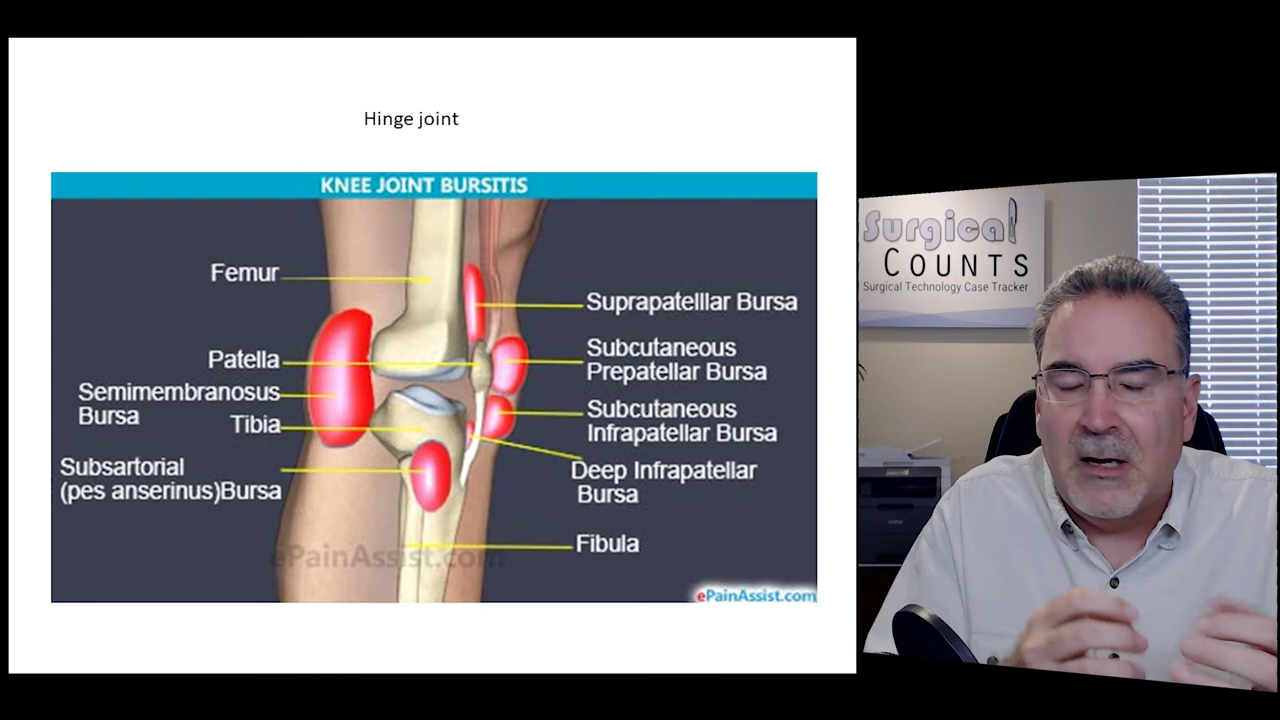 Hinge joint
KNEE JOINT BURSITIS
Femur
Patella
Semimembranosus
Bursa
Tibia
Subsartorial
(pes anserinus)Bursa
Suprapatelllar Bursa
Subcutaneous
Prepatellar Bursa
Subcutaneous
Infrapatellar Bursa
Deep Infrapatellar
Bursa
Fibula
ePainAssist.com
ePainAssist.com
Surgical
COUNTS
Surgical Technology Case Tracker